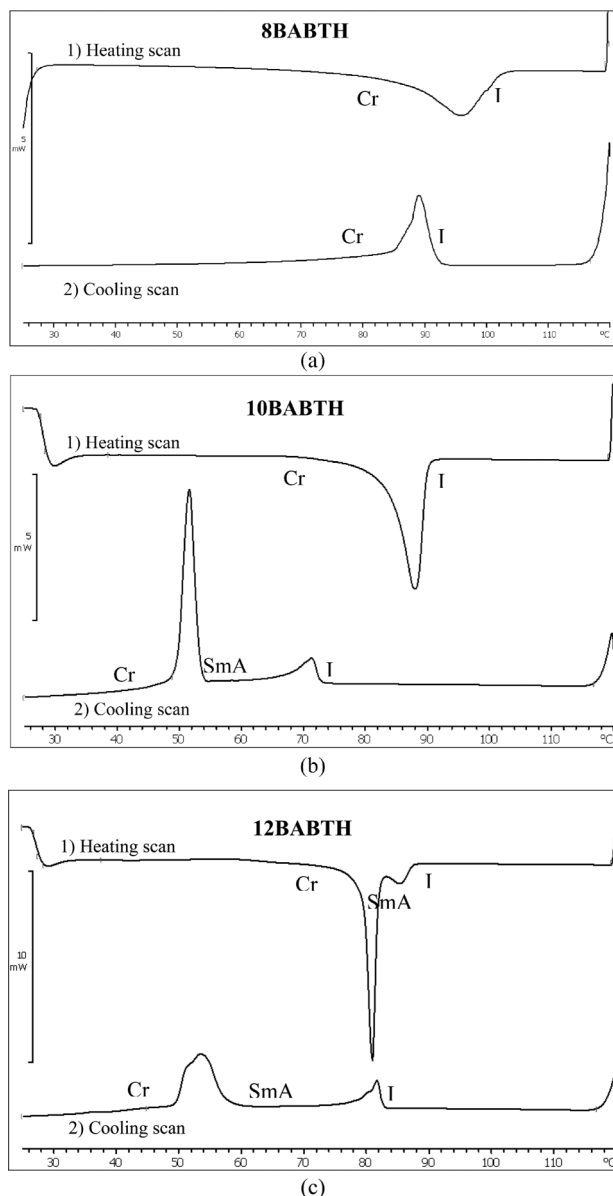 8BABTH
1) Heating scan
Cr
I
5
mW
Cr
I
2) Cooling scan
30 40 50 60 70 80 90 100 110 °C
(a)
10BABTH
1) Heating scan
Cr
I
5
mW
Cr
SmA
I
2) Cooling scan
30 40 50 60 70 80 90 100 110 °C
(b)
12BABTH
1) Heating scan
Cr
SmA
I
10
mW
Cr
SmA
I
2) Cooling scan
30 40 50 60 70 80 90 100 110 °C
(c)